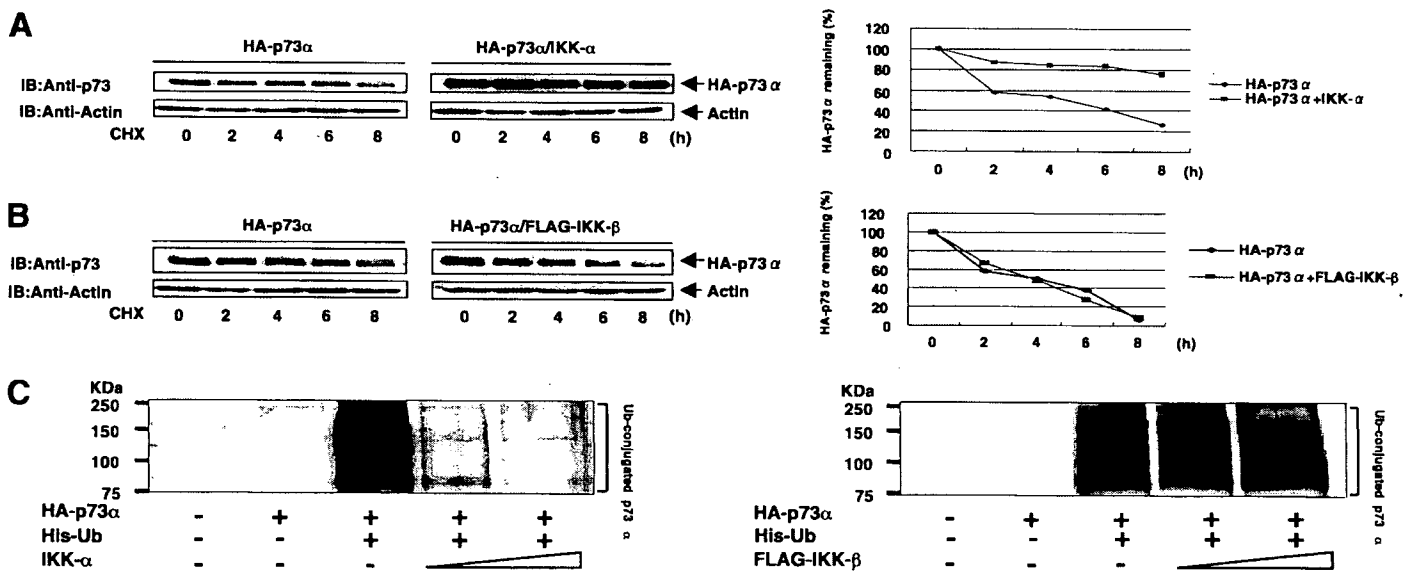 A
HA-p73α
HA-p73α/IKK-α
IB:Anti-p73
HA-p73α
IB:Anti-Actin
Actin
CHX 0 2 4 6 8 0 2 4 6 8 (h)
HA-p73α remaining (%)
120
100
80
60
40
20
0
0 2 4 6 8 (h)
HA-p73α
HA-p73α+IKK-α
B
HA-p73α
HA-p73α/FLAG-IKK-β
IB:Anti-p73
HA-p73α
IB:Anti-Actin
Actin
CHX 0 2 4 6 8 0 2 4 6 8 (h)
HA-p73α remaining (%)
120
100
80
60
40
20
0
0 2 4 6 8 (h)
HA-p73α
HA-p73α+FLAG-IKK-β
C
KDa
250
150
100
75
Ub-conjugated p73α
HA-p73α - + + + +
His-Ub - - + + +
IKK-α - - -
KDa
250
150
100
75
Ub-conjugated p73α
HA-p73α - + + + +
His-Ub - - + + +
FLAG-IKK-β - - -